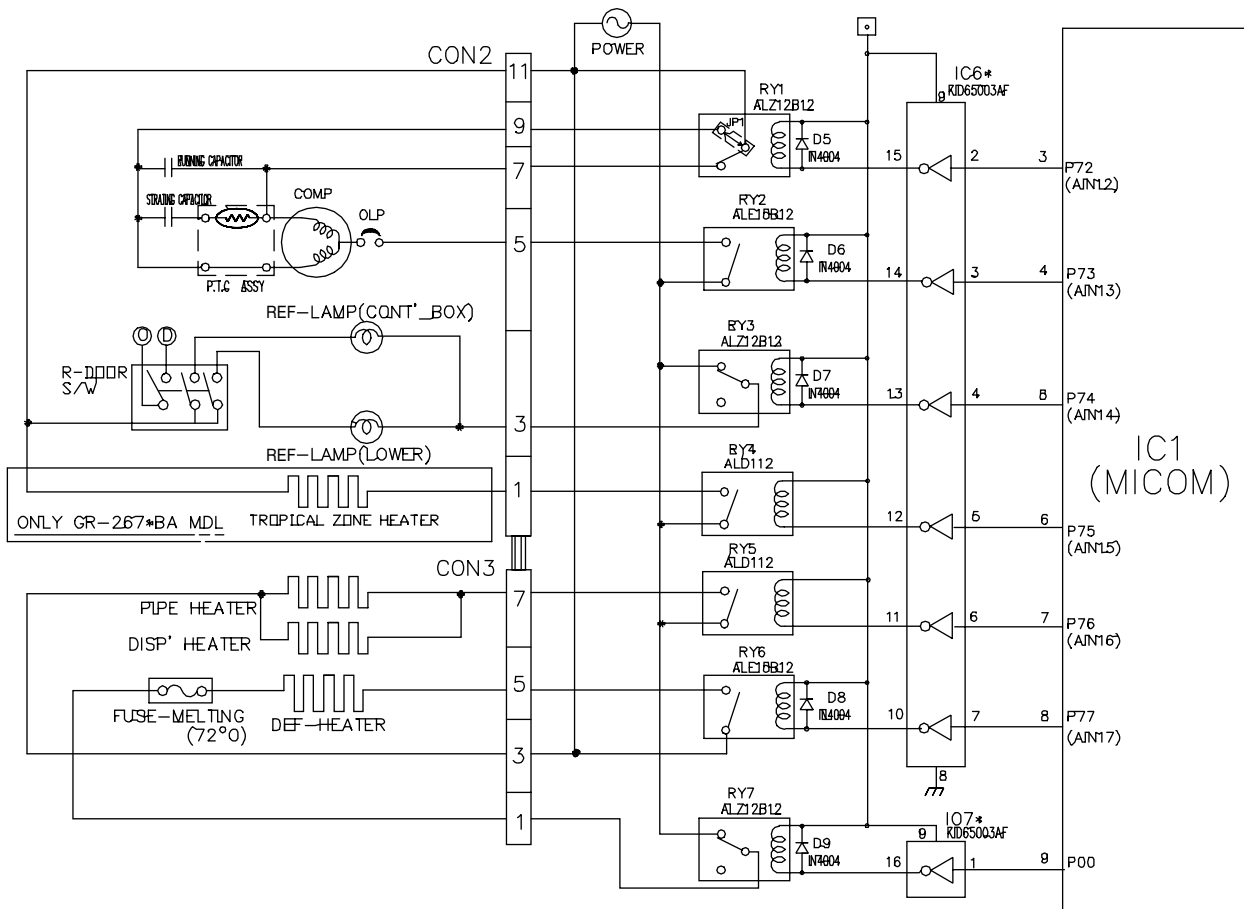 POWER
CON2
11
9
7
5
3
1
RUNNING CAPACITOR
STRATING CAPACITOR
COMP
OLP
P.T.C ASSY
REF-LAMP(CONT'_BOX)
O D
R-DOOR
S/W
REF-LAMP(LOWER)
ONLY GR-267*BA MDL
TROPICAL ZONE HEATER
CON3
7
5
3
1
PIPE HEATER
DISP' HEATER
FUSE-MELTING
(72°O)
DEF-HEATER
RY1
ALZ12B12
JP1
D5
IN4004
RY2
ALE15B12
D6
IN4004
RY3
ALZ12B12
D7
IN4004
RY4
ALD112
RY5
ALD112
RY6
ALE15B12
D8
IN4004
RY7
ALZ12B12
D9
IN4004
IC6*
KID65003AF
9
15 2 3 P72
(AIN12)
14 3 4 P73
(AIN13)
13 4 8 P74
(AIN14)
12 5 6 P75
(AIN15)
11 6 7 P76
(AIN16)
10 7 8 P77
(AIN17)
8
IO7*
KID65003AF
9
16 1 9 P00
IC1
(MICOM)